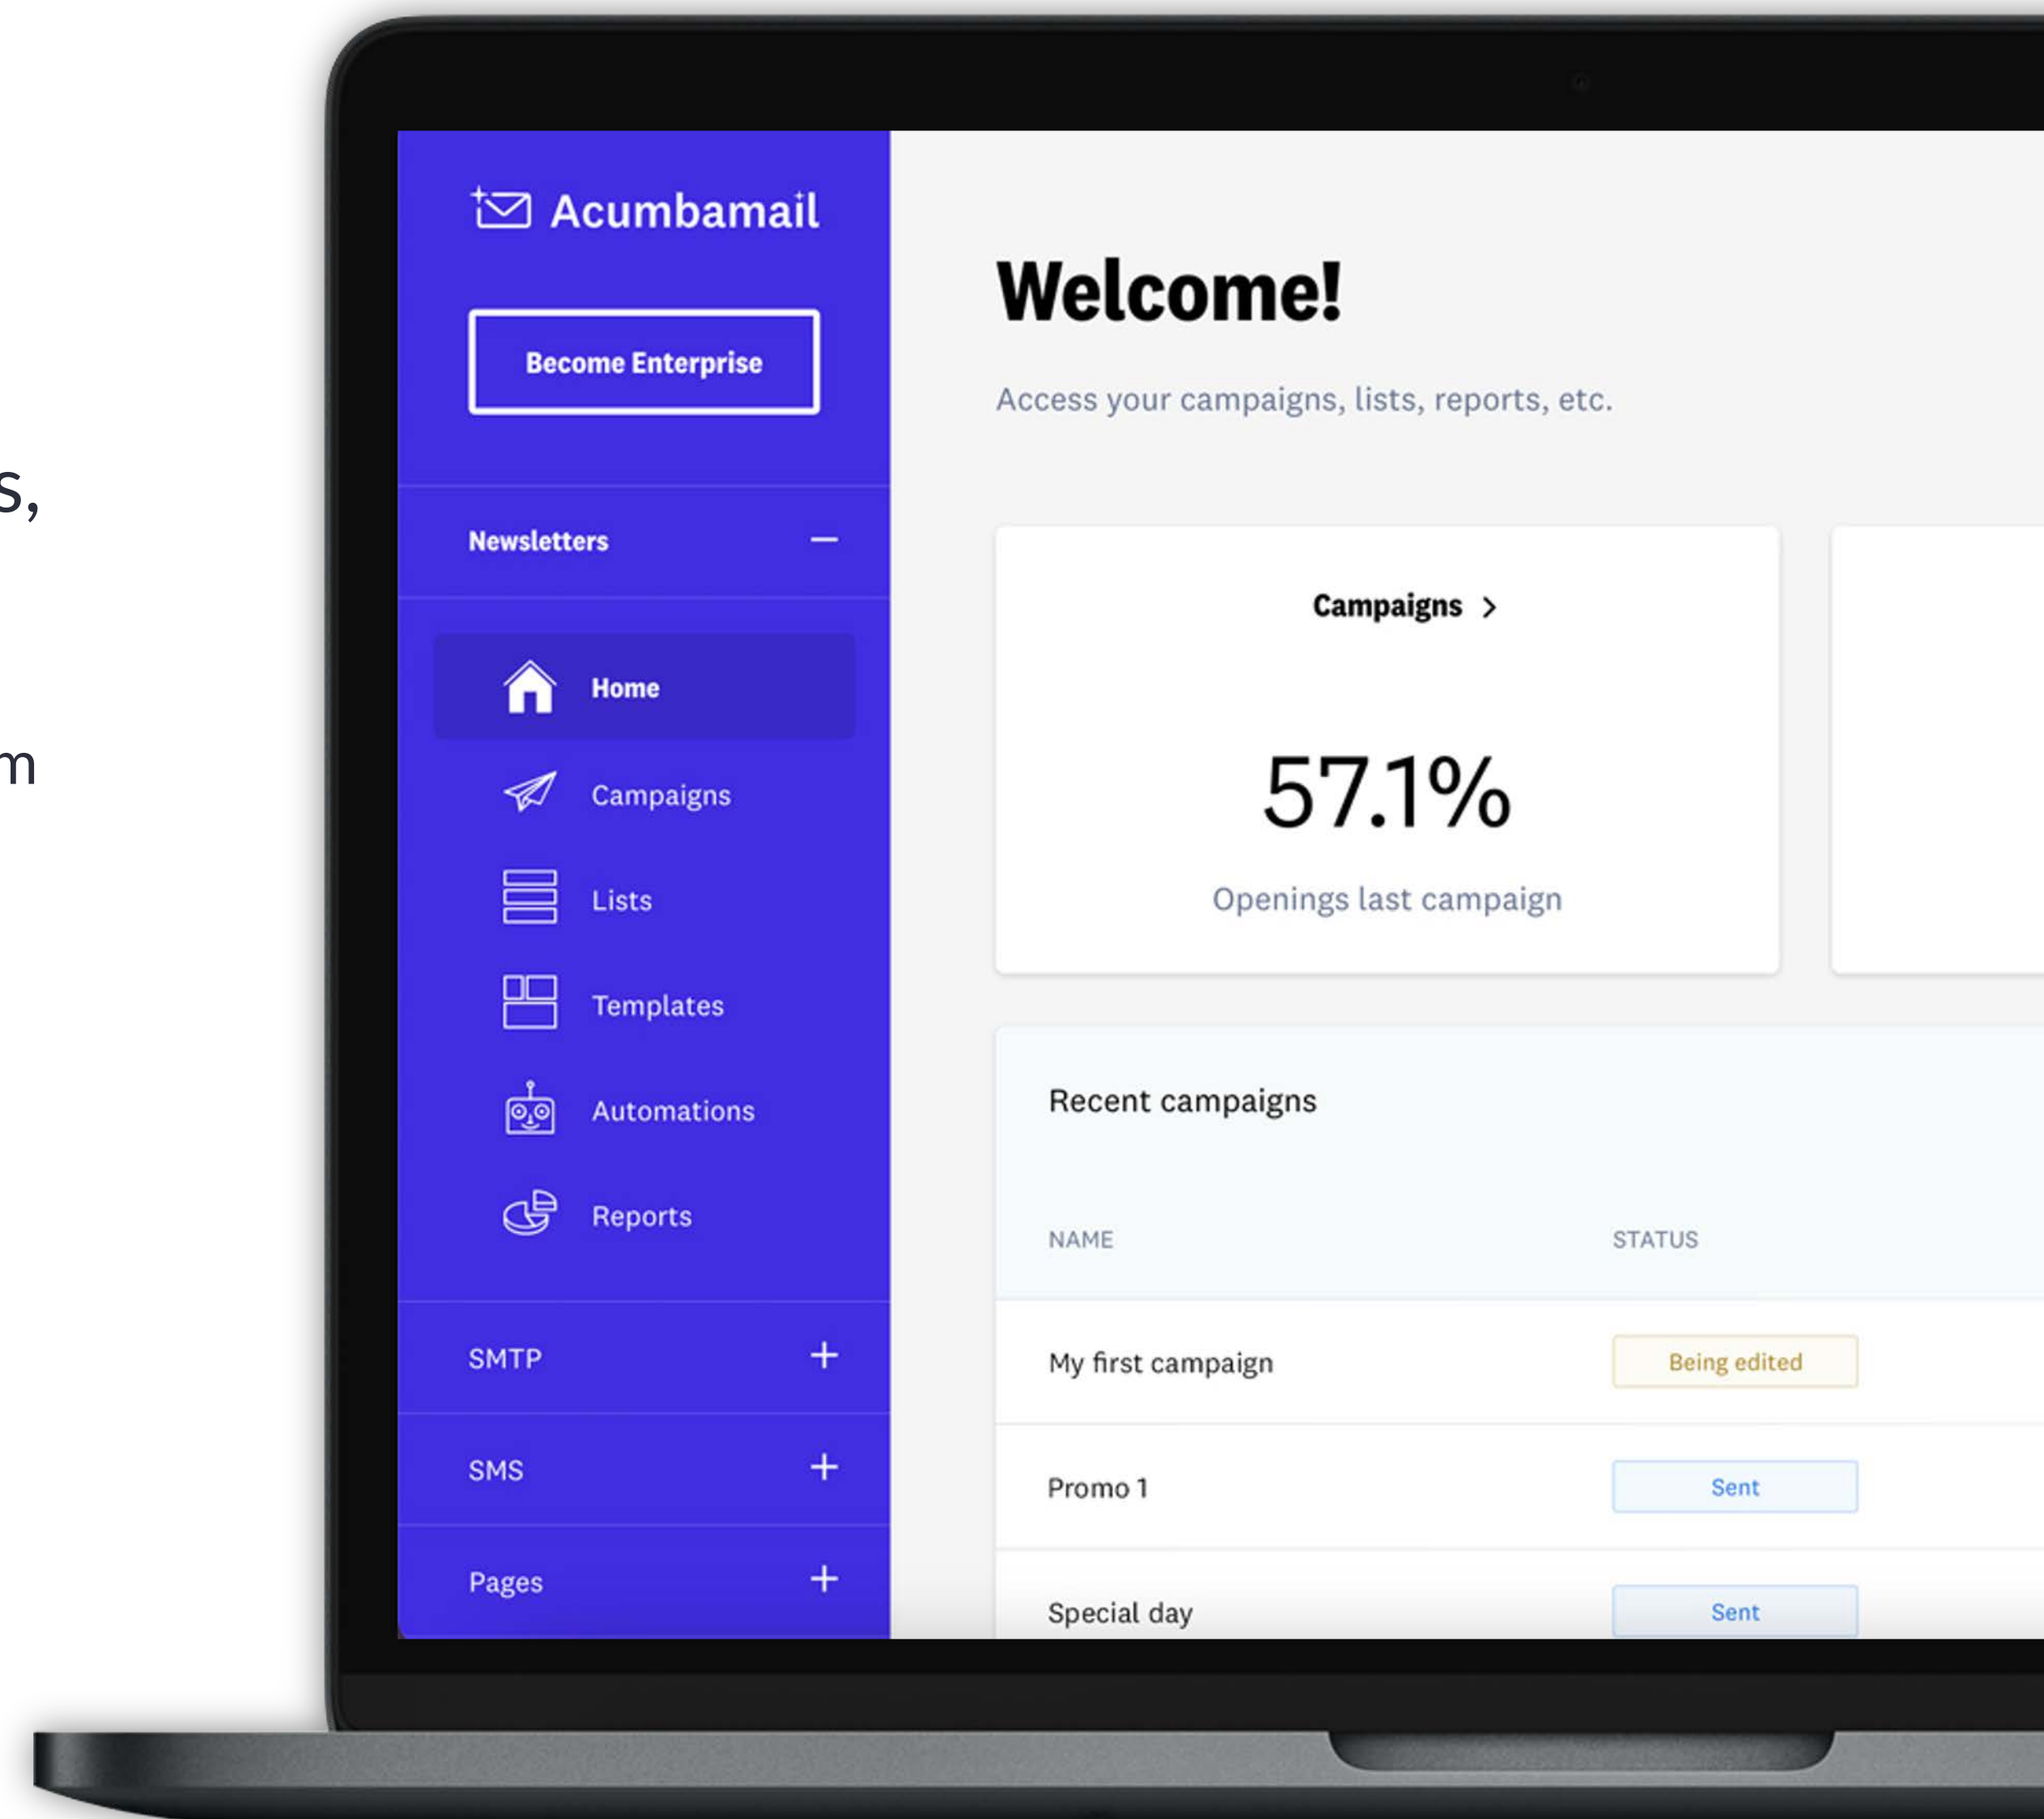 s,
m
Acumbamail
Become Enterprise
Newsletters
Home
Campaigns
Lists
Templates
Automations
Reports
SMTP
SMS
Pages
Welcome!
Access your campaigns, lists, reports, etc.
Campaigns
57.1%
Openings last campaign
Recent campaigns
NAME STATUS
My first campaign Being edited
Promo 1 Sent
Special day Sent